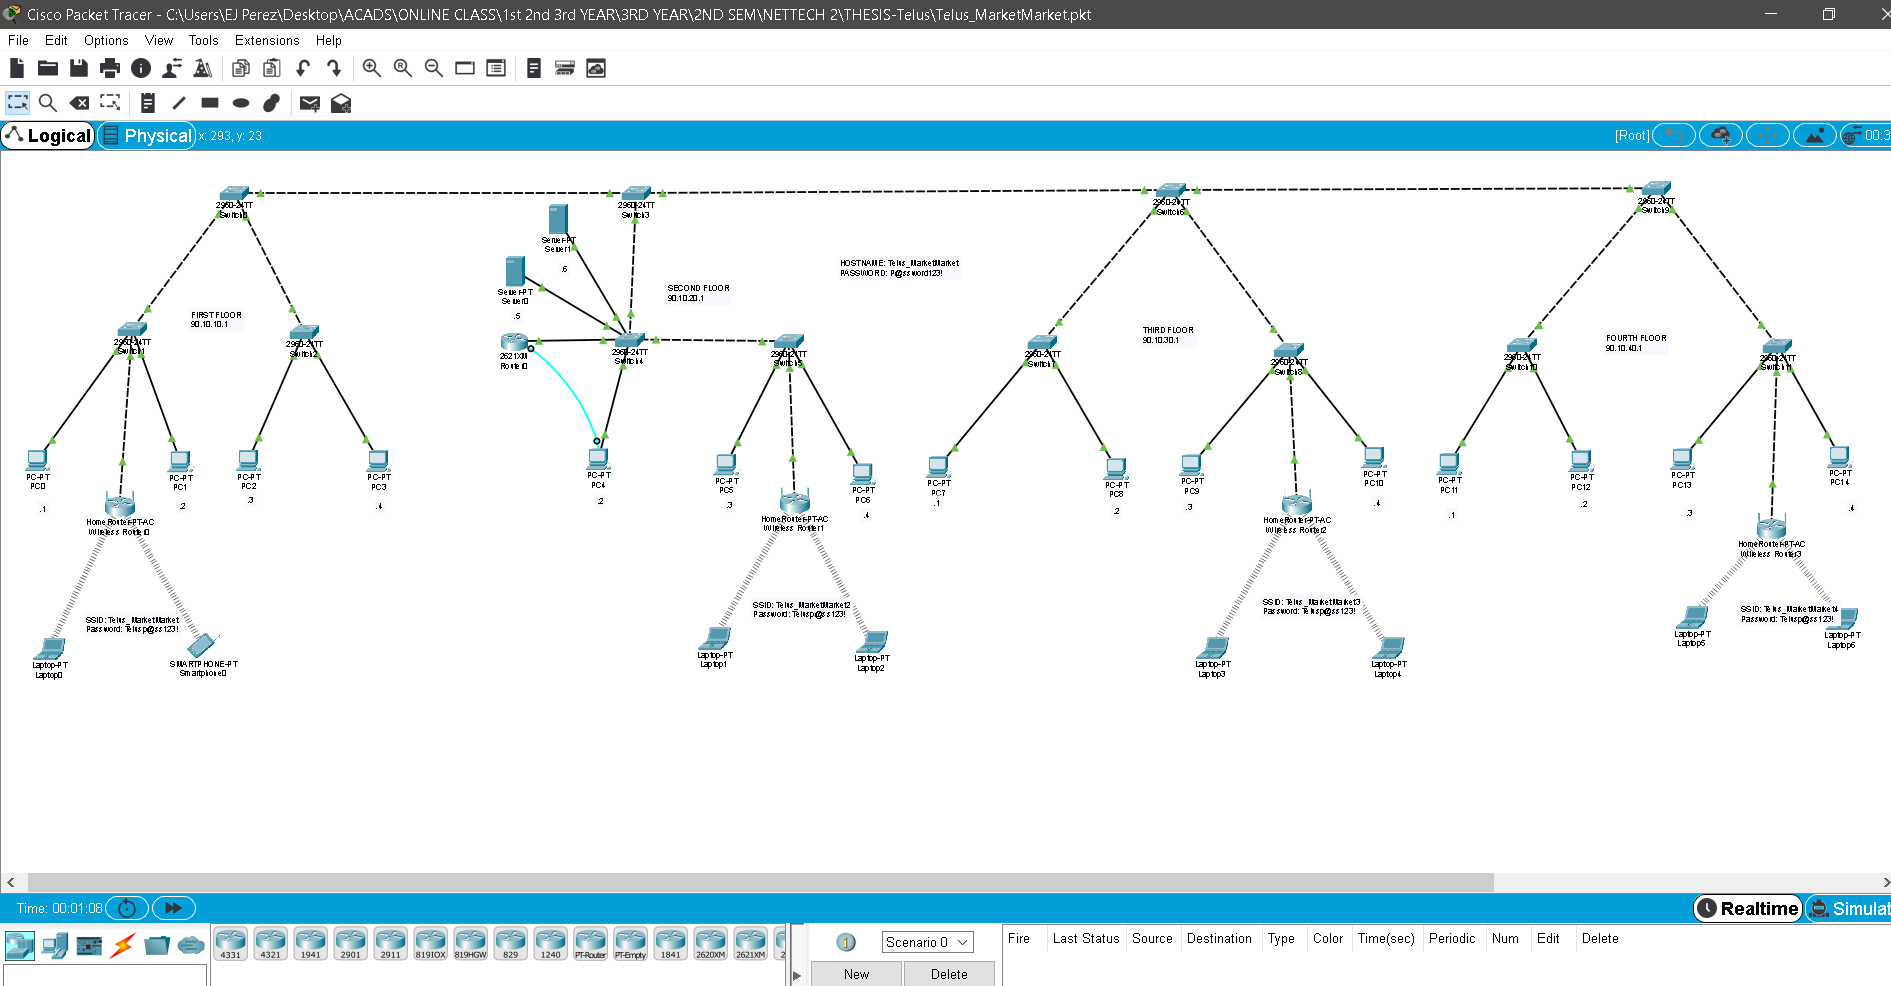 Cisco Packet Tracer - C:\Users\EJ Perez\Desktop\ACADS\ONLINE CLASS\1st 2nd 3rd YEAR\3RD YEAR\2ND SEM\NETTECH 2\THESIS-Telus\Telus_MarketMarket.pkt
File Edit Options View Tools Extensions Help
Logical Physical x: 293, y: 23 [Root] 00:3
2960-24TT
Switch0
2960-24TT
Switch3
2960-24TT
Switch6
2960-24TT
Switch9
Server-PT
Server1
.6
Server-PT
Server0
.5
HOSTNAME: Telus_MarketMarket
PASSWORD: P@ssword123!
SECOND FLOOR
90.10.20.1
FIRST FLOOR
90.10.10.1
THIRD FLOOR
90.10.30.1
FOURTH FLOOR
90.10.40.1
2960-24TT
Switch1
2960-24TT
Switch2
2621XM
Router0
2960-24TT
Switch4
2960-24TT
2960-24TT
Switch7
2960-24TT
Switch8
2960-24TT
Switch10
2960-24TT
Switch11
PC-PT
PC0
.1
PC-PT
PC1
.2
PC-PT
PC2
.3
PC-PT
PC3
.4
PC-PT
PC4
.2
PC-PT
PC5
.3
PC-PT
PC6
.4
PC-PT
PC7
.1
PC-PT
PC8
.2
PC-PT
PC9
.3
PC-PT
PC10
.4
PC-PT
PC11
.1
PC-PT
PC12
.2
PC-PT
PC13
.3
PC-PT
PC14
.4
HomeRouter-PT-AC
Wireless Router0
HomeRouter-PT-AC
Wireless Router1
HomeRouter-PT-AC
Wireless Router2
HomeRouter-PT-AC
Wireless Router3
SSID: Telus_MarketMarket
Password: Telusp@ss123!
SSID: Telus_MarketMarket2
Password: Telusp@ss123!
SSID: Telus_MarketMarket3
Password: Telusp@ss123!
SSID: Telus_MarketMarket4
Password: Telusp@ss123!
Laptop-PT
Laptop0
SMARTPHONE-PT
Smartphone0
Laptop-PT
Laptop1
Laptop-PT
Laptop2
Laptop-PT
Laptop3
Laptop-PT
Laptop4
Laptop-PT
Laptop5
Laptop-PT
Laptop6
Time: 00:01:08 Realtime Simulat
4331 4321 1941 2901 2911 819IOX 819HGW 829 1240 PT-Router PT-Empty 1841 2620XM 2621XM 2
Scenario 0
New Delete
Fire Last Status Source Destination Type Color Time(sec) Periodic Num Edit Delete